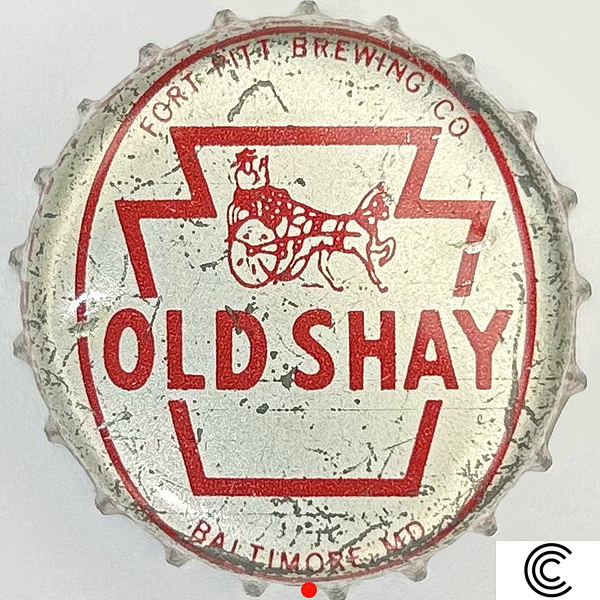 FORT PITT BREWING CO
OLD SHAY
BALTIMORE MD